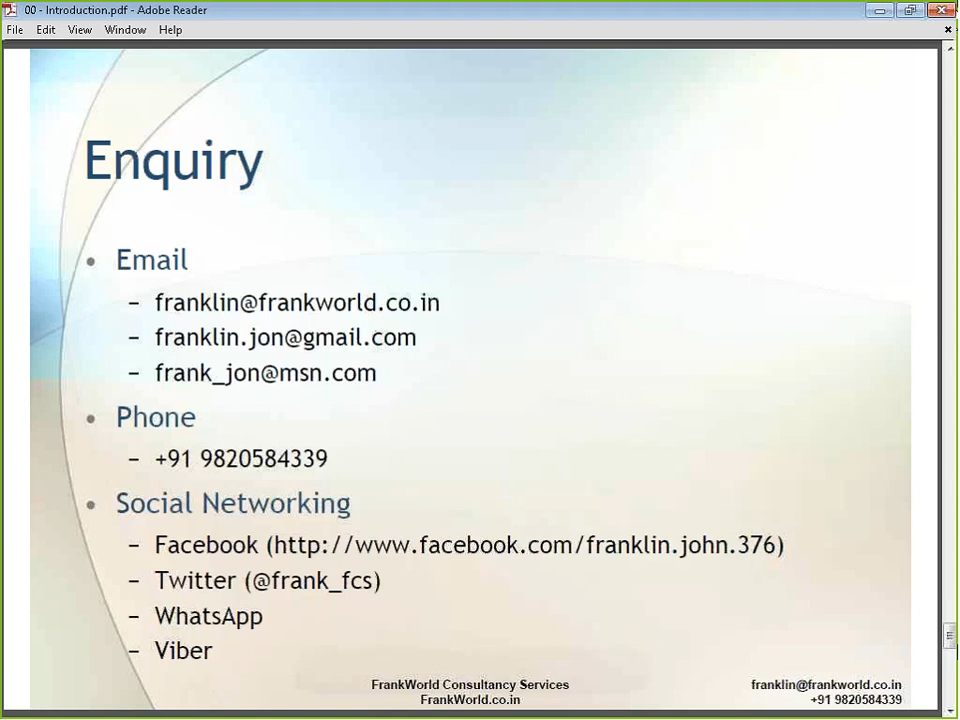 00 - Introduction.pdf - Adobe Reader
File Edit View Window Help
Enquiry
• Email
– franklin@frankworld.co.in
– franklin.jon@gmail.com
– frank_jon@msn.com
• Phone
– +91 9820584339
• Social Networking
– Facebook (http://www.facebook.com/franklin.john.376)
– Twitter (@frank_fcs)
– WhatsApp
– Viber
FrankWorld Consultancy Services
FrankWorld.co.in
franklin@frankworld.co.in
+91 9820584339